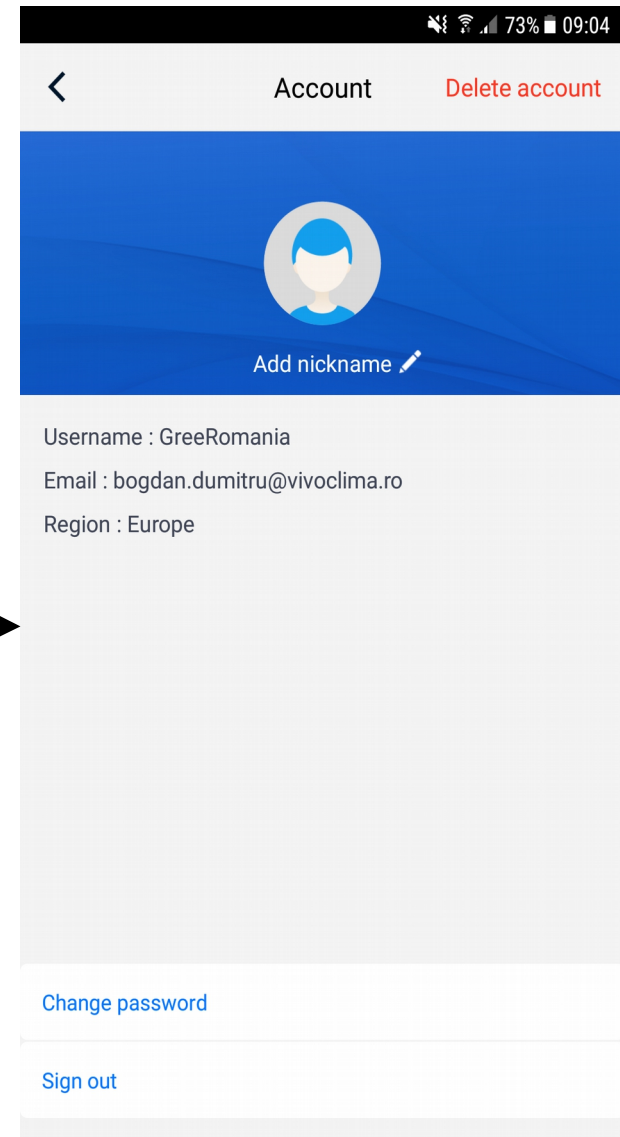 73% 09:04
Account Delete account
Add nickname
Username : GreeRomania
Email : bogdan.dumitru@vivoclima.ro
Region : Europe
Change password
Sign out